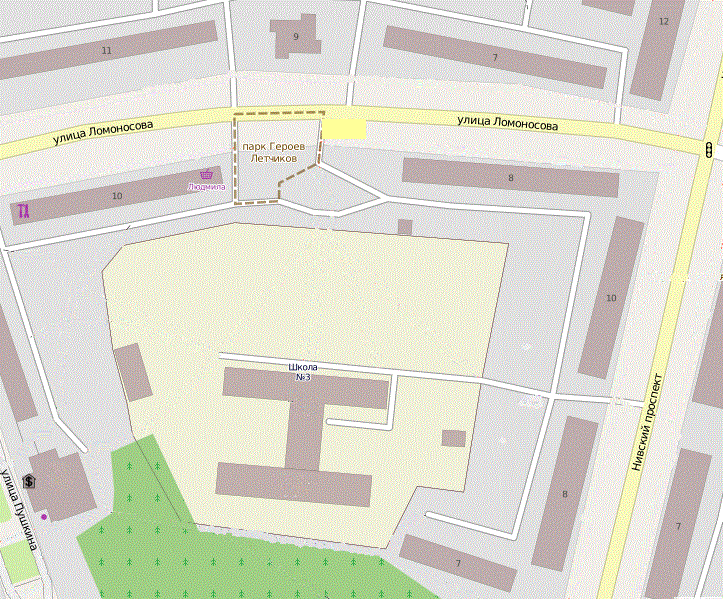 12
9
11
7
улица Ломоносова
улица Ломоносова
парк Героев
Летчиков
8
Людмила
10
10
Школа
№3
Нивский проспект
$
улица Пушкина
8
7
7